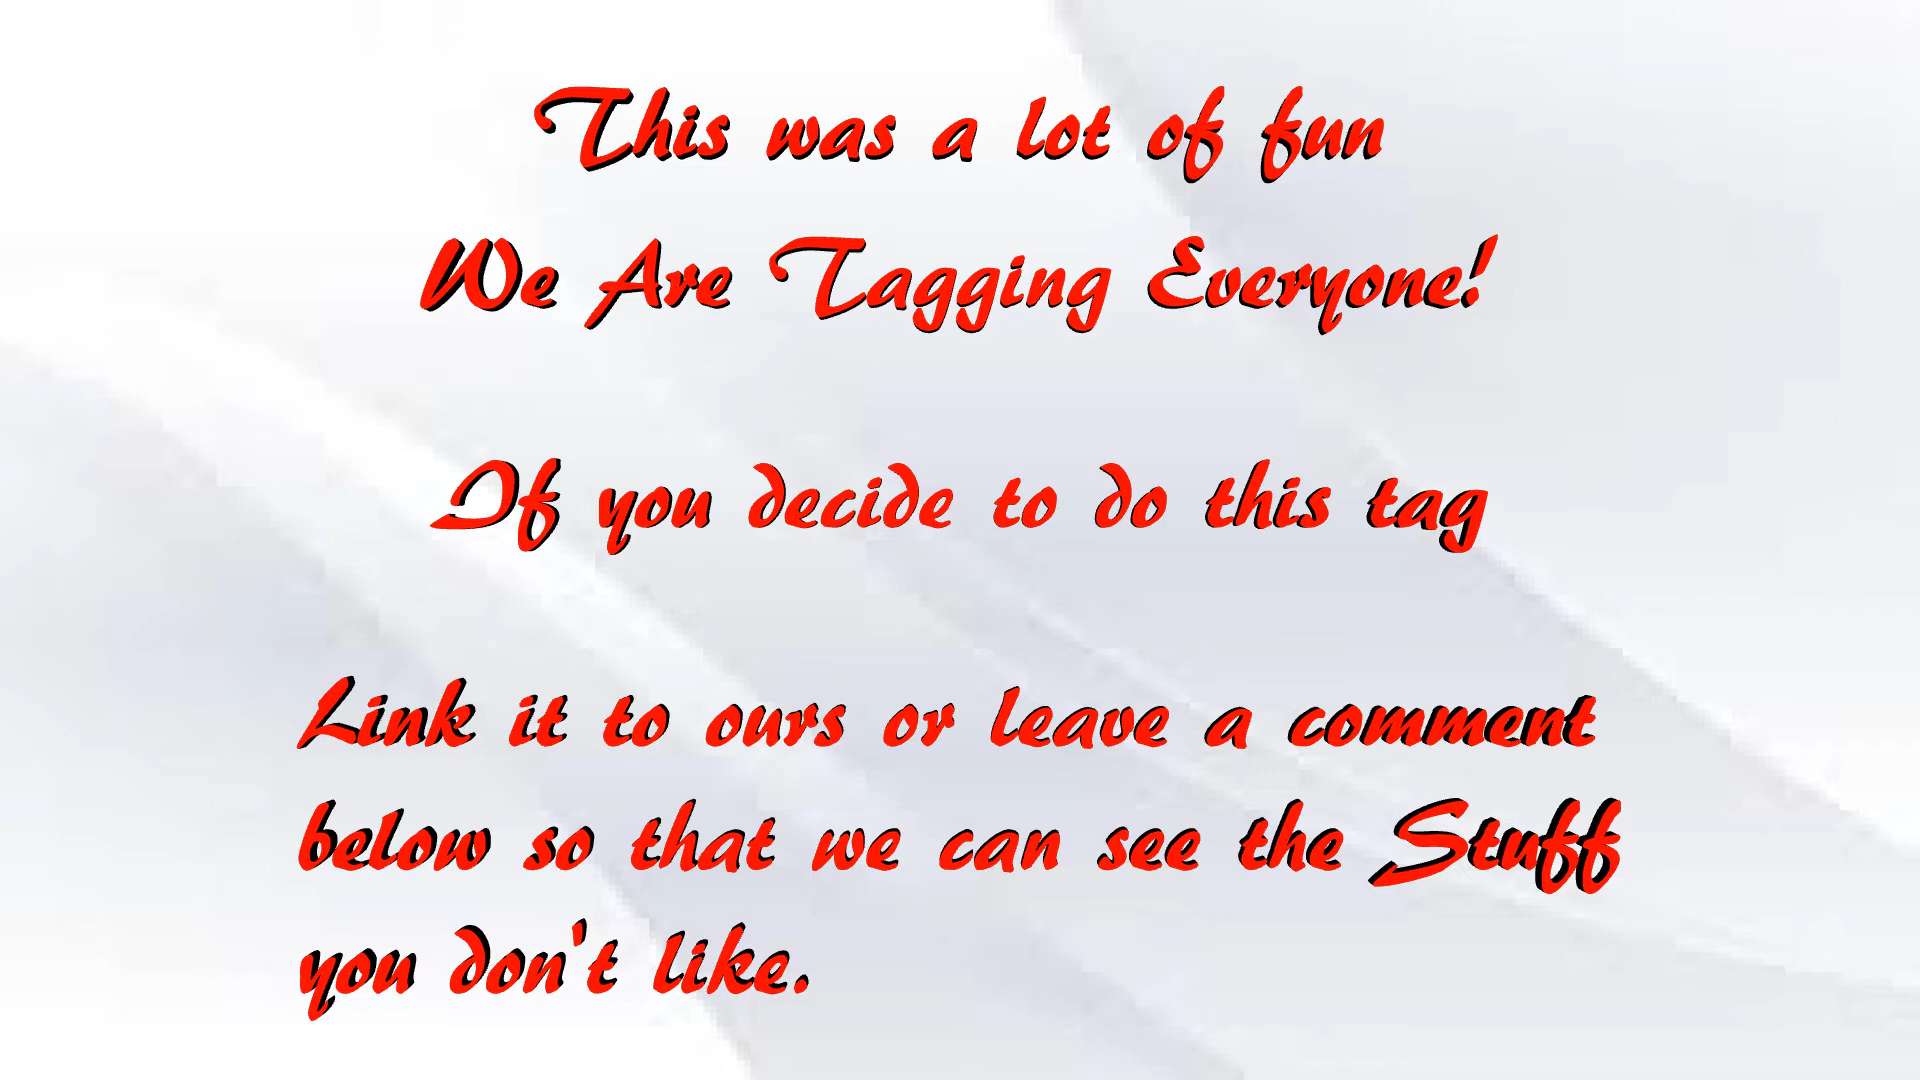 This was a lot of fun
We Are Tagging Everyone!
If you decide to do this tag
Link it to ours or leave a comment
below so that we can see the Stuff
you don't like.